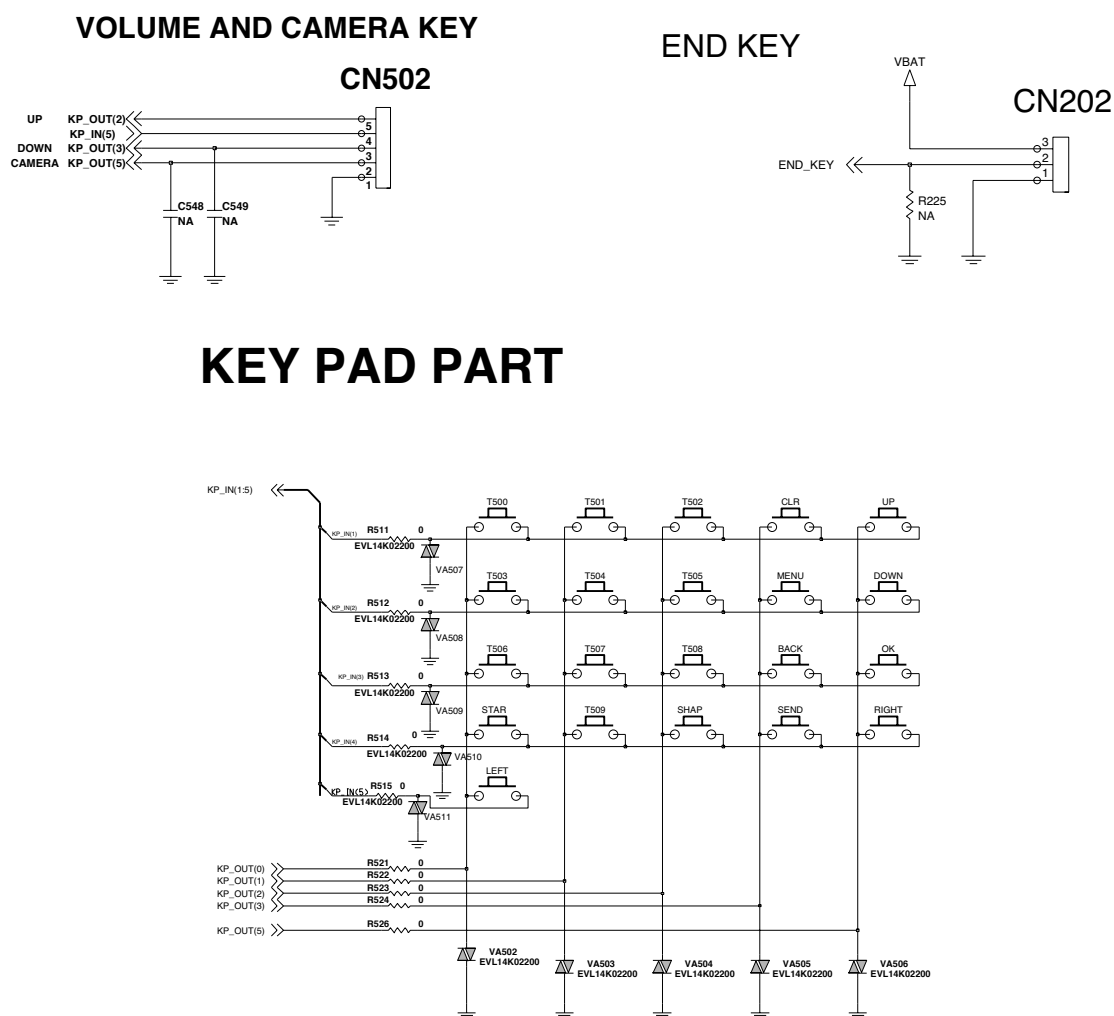 VOLUME AND CAMERA KEY
END KEY
CN502
VBAT
CN202
UP KP_OUT(2)
5
KP_IN(5)
4
DOWN KP_OUT(3)
3
CAMERA KP_OUT(5)
2
1
3
END_KEY 2
1
C548 C549
NA NA
R225
NA
KEY PAD PART
KP_IN(1:5)
T500 T501 T502 CLR UP
KP_IN(1) R511 0
EVL14K02200
VA507
T503 T504 T505 MENU DOWN
KP_IN(2) R512 0
EVL14K02200
VA508
T506 T507 T508 BACK OK
KP_IN(3) R513 0
EVL14K02200
VA509
STAR T509 SHAP SEND RIGHT
KP_IN(4) R514 0
EVL14K02200
VA510
LEFT
KP_IN(5) R515 0
EVL14K02200
VA511
KP_OUT(0) R521 0
KP_OUT(1) R522 0
KP_OUT(2) R523 0
KP_OUT(3) R524 0
KP_OUT(5) R526 0
VA502
EVL14K02200
VA503 VA504 VA505 VA506
EVL14K02200 EVL14K02200 EVL14K02200 EVL14K02200